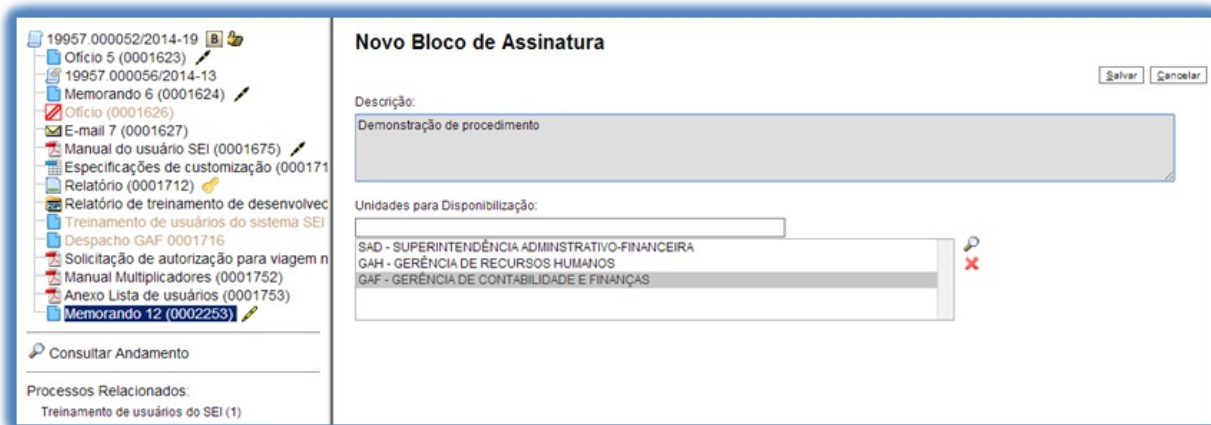 19957.000052/2014-19 B
Ofício 5 (0001623)
19957.000056/2014-13
Memorando 6 (0001624)
Ofício (0001626)
E-mail 7 (0001627)
Manual do usuário SEI (0001675)
Especificações de customização (000171
Relatório (0001712)
Relatório de treinamento de desenvolvec
Treinamento de usuários do sistema SEI
Despacho GAF 0001716
Solicitação de autorização para viagem n
Manual Multiplicadores (0001752)
Anexo Lista de usuários (0001753)
Memorando 12 (0002253)
Consultar Andamento
Processos Relacionados:
Treinamento de usuários do SEI (1)
Novo Bloco de Assinatura
Salvar Cancelar
Descrição:
Demonstração de procedimento
Unidades para Disponibilização:
SAD - SUPERINTENDÊNCIA ADMINSTRATIVO-FINANCEIRA
GAH - GERÊNCIA DE RECURSOS HUMANOS
GAF - GERÊNCIA DE CONTABILIDADE E FINANÇAS